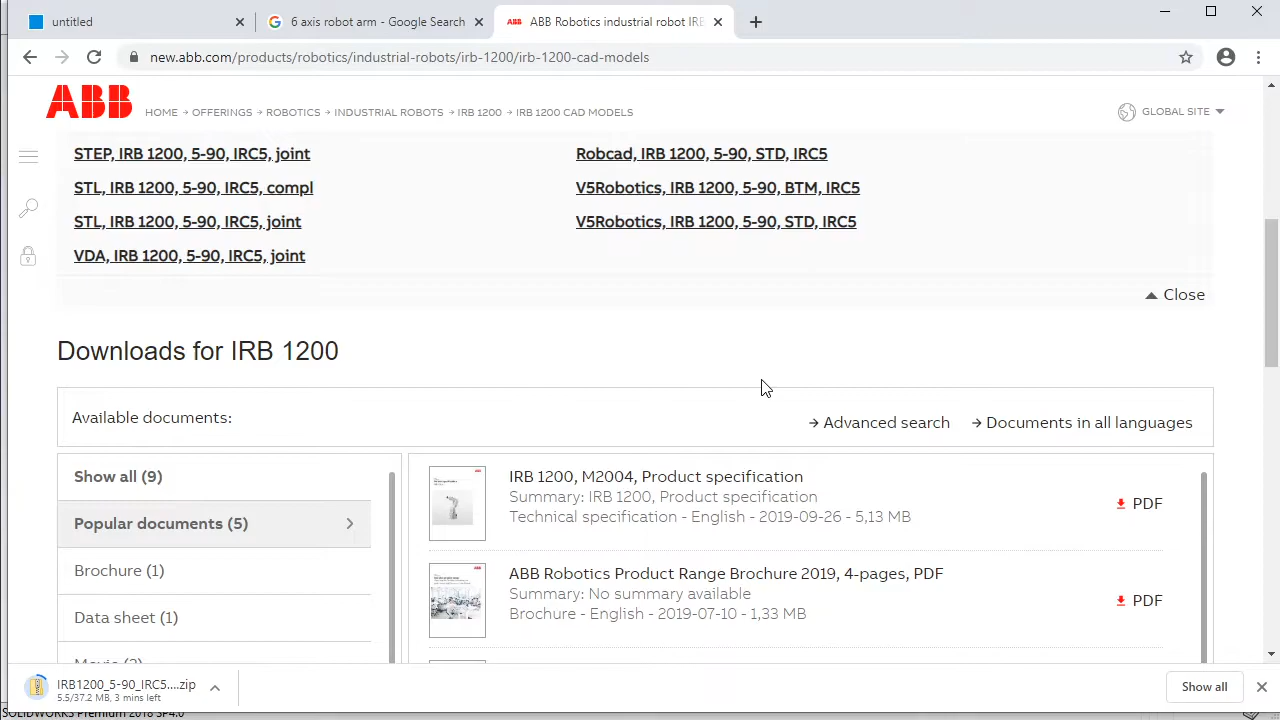 untitled
6 axis robot arm - Google Search
ABB Robotics industrial robot IRB
new.abb.com/products/robotics/industrial-robots/irb-1200/irb-1200-cad-models
ABB
HOME → OFFERINGS → ROBOTICS → INDUSTRIAL ROBOTS → IRB 1200 → IRB 1200 CAD MODELS
GLOBAL SITE
STEP, IRB 1200, 5-90, IRC5, joint
Robcad, IRB 1200, 5-90, STD, IRC5
STL, IRB 1200, 5-90, IRC5, compl
V5Robotics, IRB 1200, 5-90, BTM, IRC5
STL, IRB 1200, 5-90, IRC5, joint
V5Robotics, IRB 1200, 5-90, STD, IRC5
VDA, IRB 1200, 5-90, IRC5, joint
Close
Downloads for IRB 1200
Available documents:
→ Advanced search
→ Documents in all languages
Show all (9)
Popular documents (5)
Brochure (1)
Data sheet (1)
Movie (2)
IRB 1200, M2004, Product specification
Summary: IRB 1200, Product specification
Technical specification - English - 2019-09-26 - 5,13 MB
PDF
ABB Robotics Product Range Brochure 2019, 4-pages, PDF
Summary: No summary available
Brochure - English - 2019-07-10 - 1,33 MB
PDF
IRB1200_5-90_IRC5....zip
5.5/37.2 MB, 3 mins left
Show all
SOLIDWORKS Premium 2018 SP4.0